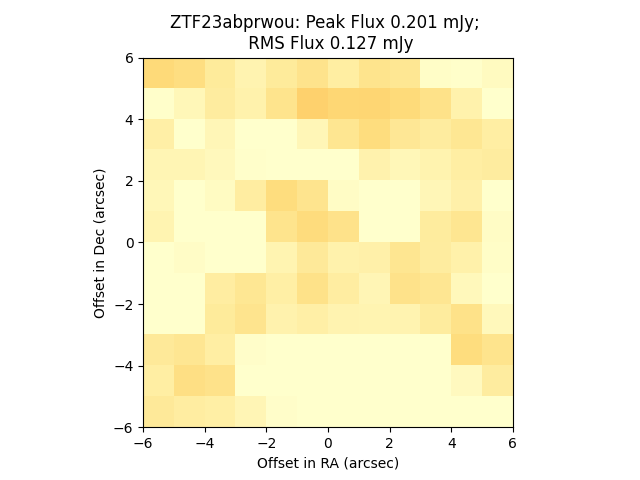 ZTF23abprwou: Peak Flux 0.201 mJy;
RMS Flux 0.127 mJy
6
4
2
0
−2
−4
−6
Offset in Dec (arcsec)
−6 −4 −2 0 2 4 6
Offset in RA (arcsec)